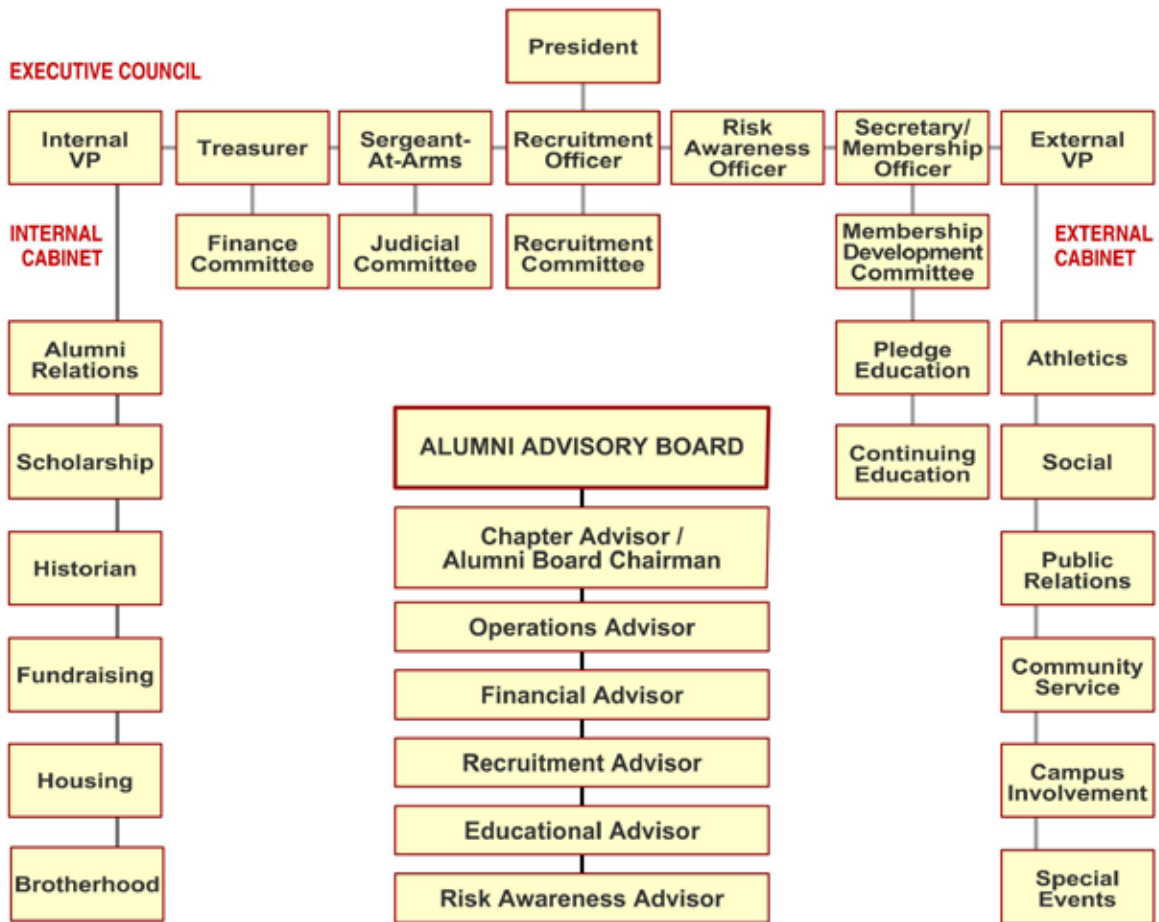 President
EXECUTIVE COUNCIL
Internal
VP
Treasurer
Sergeant-
At-Arms
Recruitment
Officer
Risk
Awareness
Officer
Secretary/
Membership
Officer
External
VP
INTERNAL
CABINET
Finance
Committee
Judicial
Committee
Recruitment
Committee
Membership
Development
Committee
EXTERNAL
CABINET
Alumni
Relations
Scholarship
Historian
Fundraising
Housing
Brotherhood
ALUMNI ADVISORY BOARD
Chapter Advisor /
Alumni Board Chairman
Operations Advisor
Financial Advisor
Recruitment Advisor
Educational Advisor
Risk Awareness Advisor
Pledge
Education
Continuing
Education
Athletics
Social
Public
Relations
Community
Service
Campus
Involvement
Special
Events